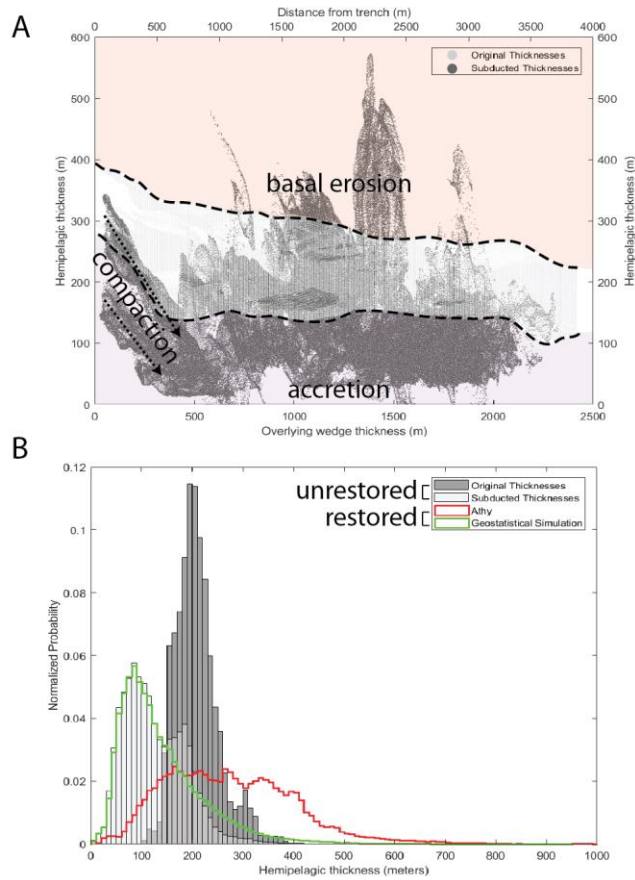 A
Distance from trench (m)
0 500 1000 1500 2000 2500 3000 3500 4000
600 600
Original Thicknesses
Subducted Thicknesses
500 500
400 400
basal erosion
300 300
Hemipelagic thickness (m)
Hemipelagic thickness (m)
200 200
compaction
100 100
accretion
0 0
0 500 1000 1500 2000 2500
Overlying wedge thickness (m)
B
0.12
unrestored
Original Thicknesses
Subducted Thicknesses
restored
Athy
Geostatistical Simulation
0.1
0.08
Normalized Probability
0.06
0.04
0.02
0
0 100 200 300 400 500 600 700 800 900 1000
Hemipelagic thickness (meters)